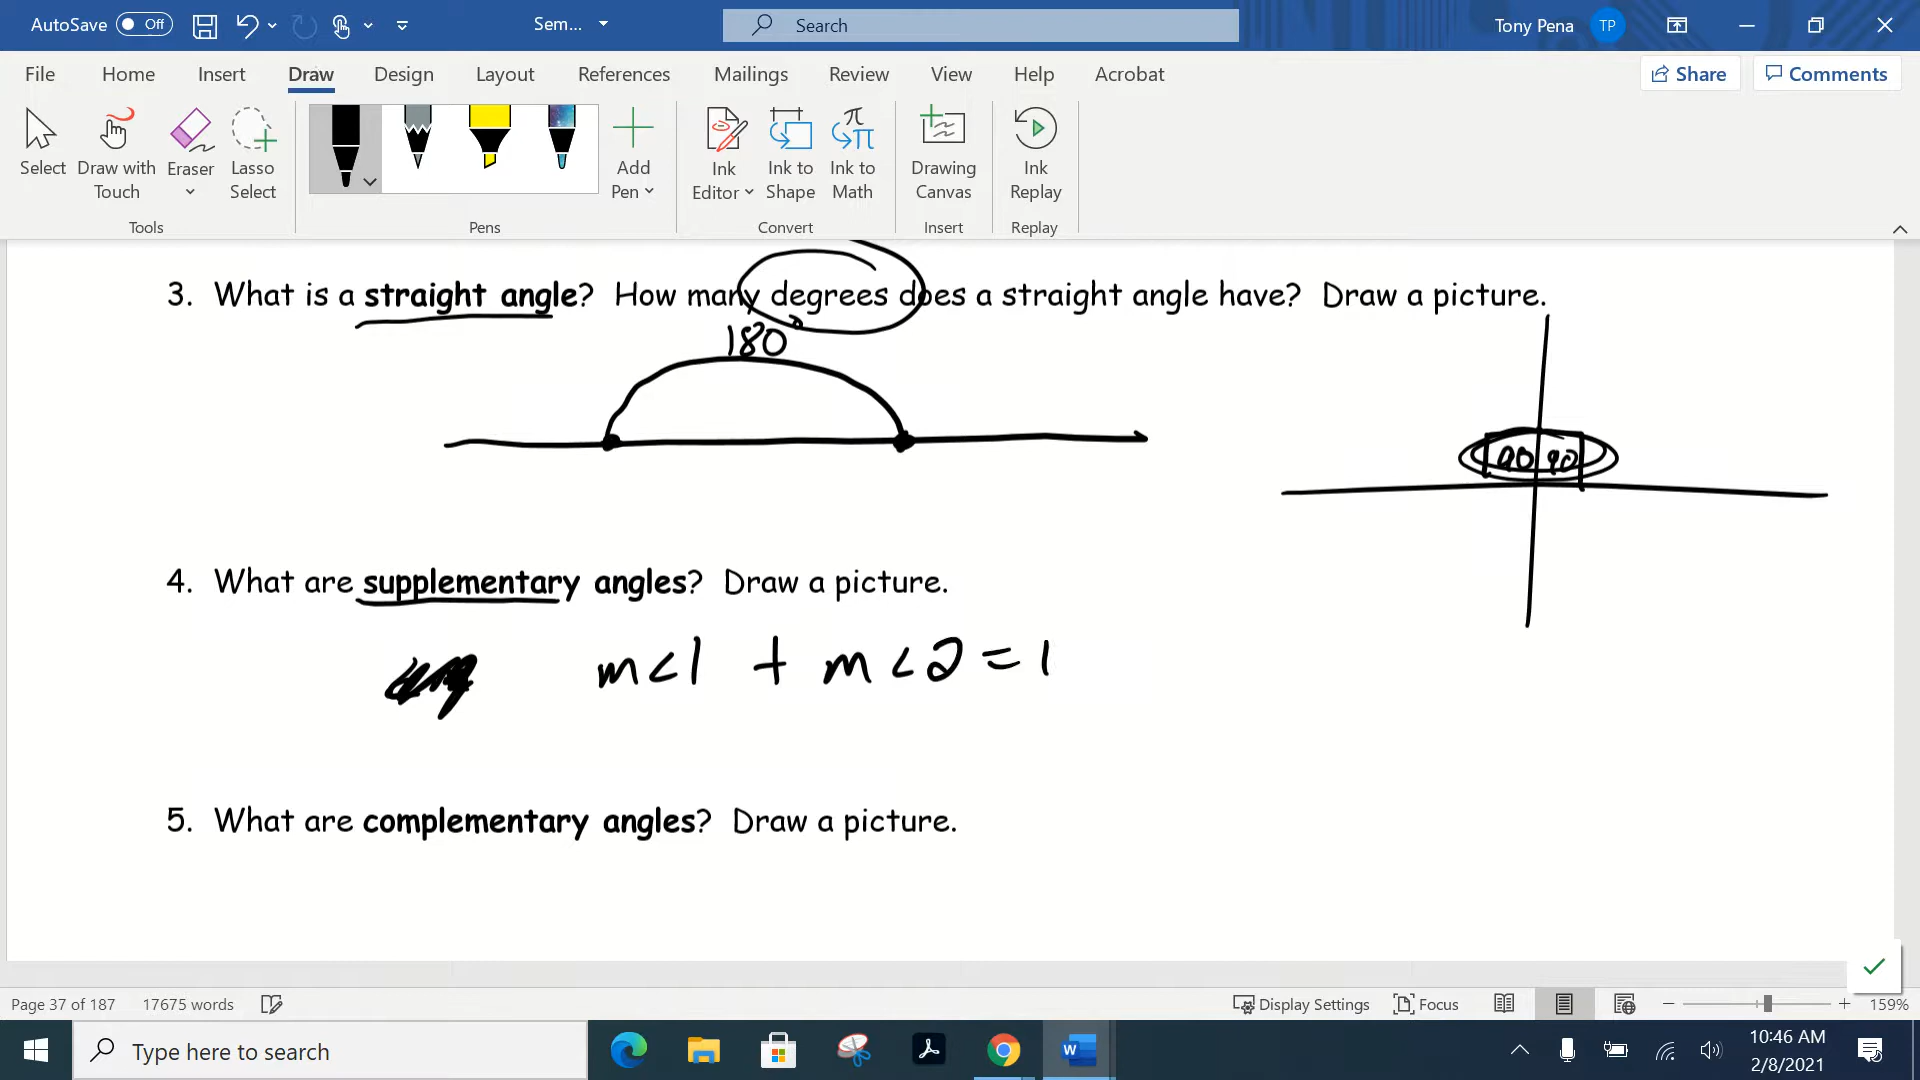 AutoSave Off Sem... Search Tony Pena TP
File Home Insert Draw Design Layout References Mailings Review View Help Acrobat Share Comments
Select Draw with Touch Eraser Lasso Select Add Pen Ink Editor Ink to Shape Ink to Math Drawing Canvas Ink Replay
Tools Pens Convert Insert Replay
3. What is a straight angle? How many degrees does a straight angle have? Draw a picture.
180°
90 90
4. What are supplementary angles? Draw a picture.
m<1 + m<2 = 1
5. What are complementary angles? Draw a picture.
Page 37 of 187 17675 words Display Settings Focus 159%
Type here to search 10:46 AM
2/8/2021